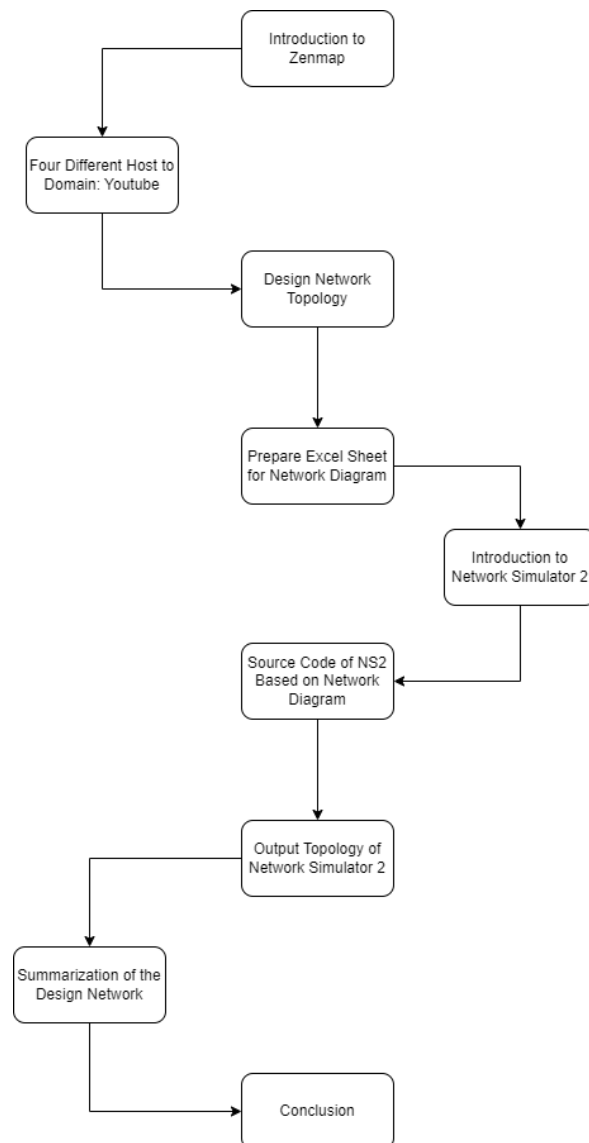 Introduction to
Zenmap
Four Different Host to
Domain: Youtube
Design Network
Topology
Prepare Excel Sheet
for Network Diagram
Introduction to
Network Simulator 2
Source Code of NS2
Based on Network
Diagram
Output Topology of
Network Simulator 2
Summarization of the
Design Network
Conclusion